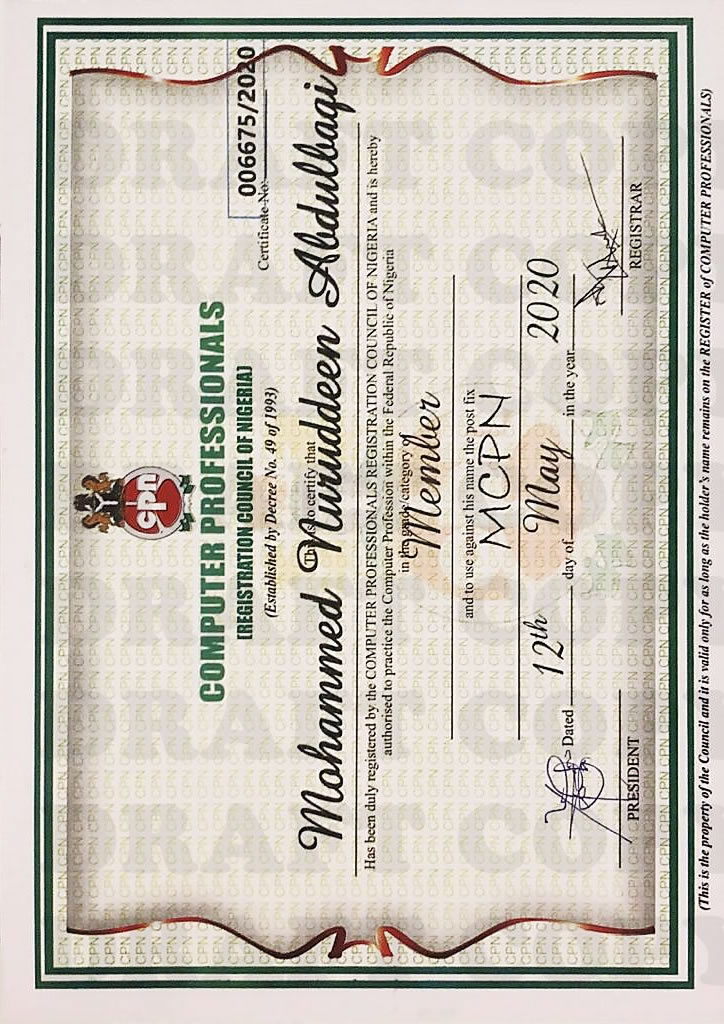 cpn
COMPUTER PROFESSIONALS
[REGISTRATION COUNCIL OF NIGERIA]
(Established by Decree No. 49 of 1993)
Certificate No: 006675/2020
This is to certify that
Mohammed Nuruddeen Abdulbaqi
Has been duly registered by the COMPUTER PROFESSIONALS REGISTRATION COUNCIL OF NIGERIA and is hereby
authorised to practice the Computer Profession within the Federal Republic of Nigeria
in the grade/category
Member
and to use against his name the post fix
MCPN
Dated 12th day of May in the year 2020
PRESIDENT
REGISTRAR
(This is the property of the Council and it is valid only for as long as the holder's name remains on the REGISTER of COMPUTER PROFESSIONALS)